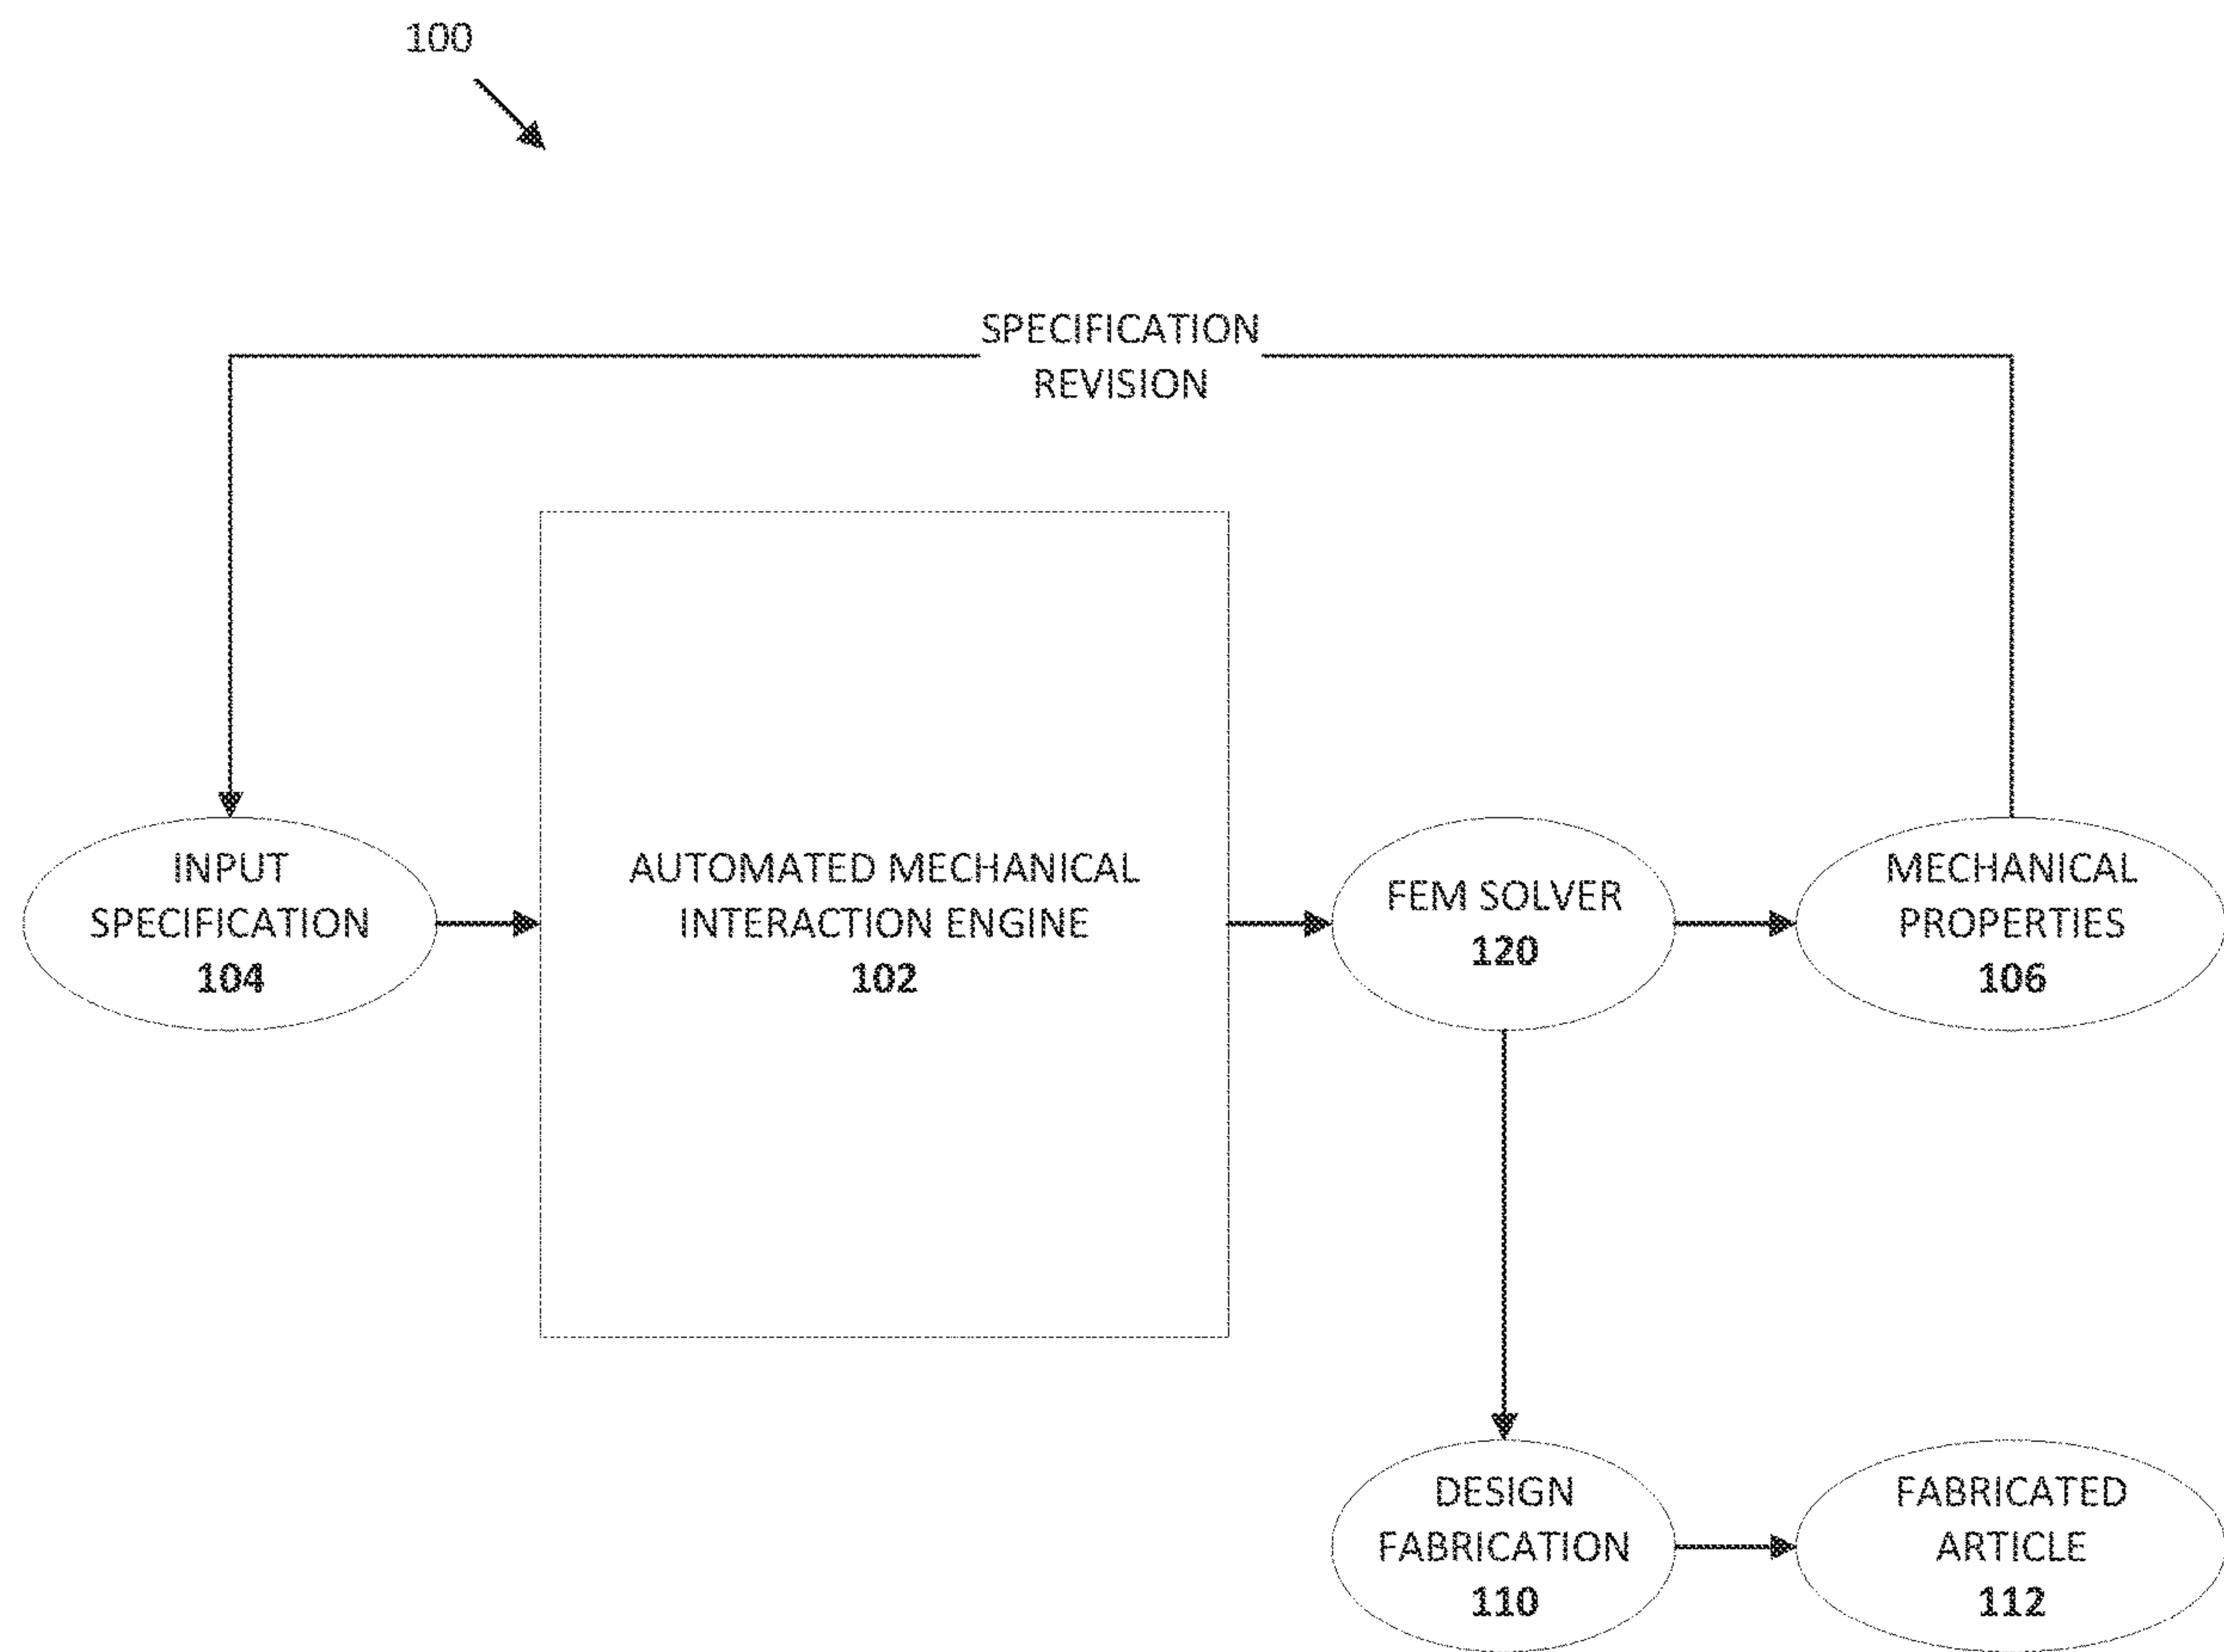 100
SPECIFICATION
REVISION
INPUT
SPECIFICATION
104
AUTOMATED MECHANICAL
INTERACTION ENGINE
102
FEM SOLVER
120
MECHANICAL
PROPERTIES
106
DESIGN
FABRICATION
110
FABRICATED
ARTICLE
112